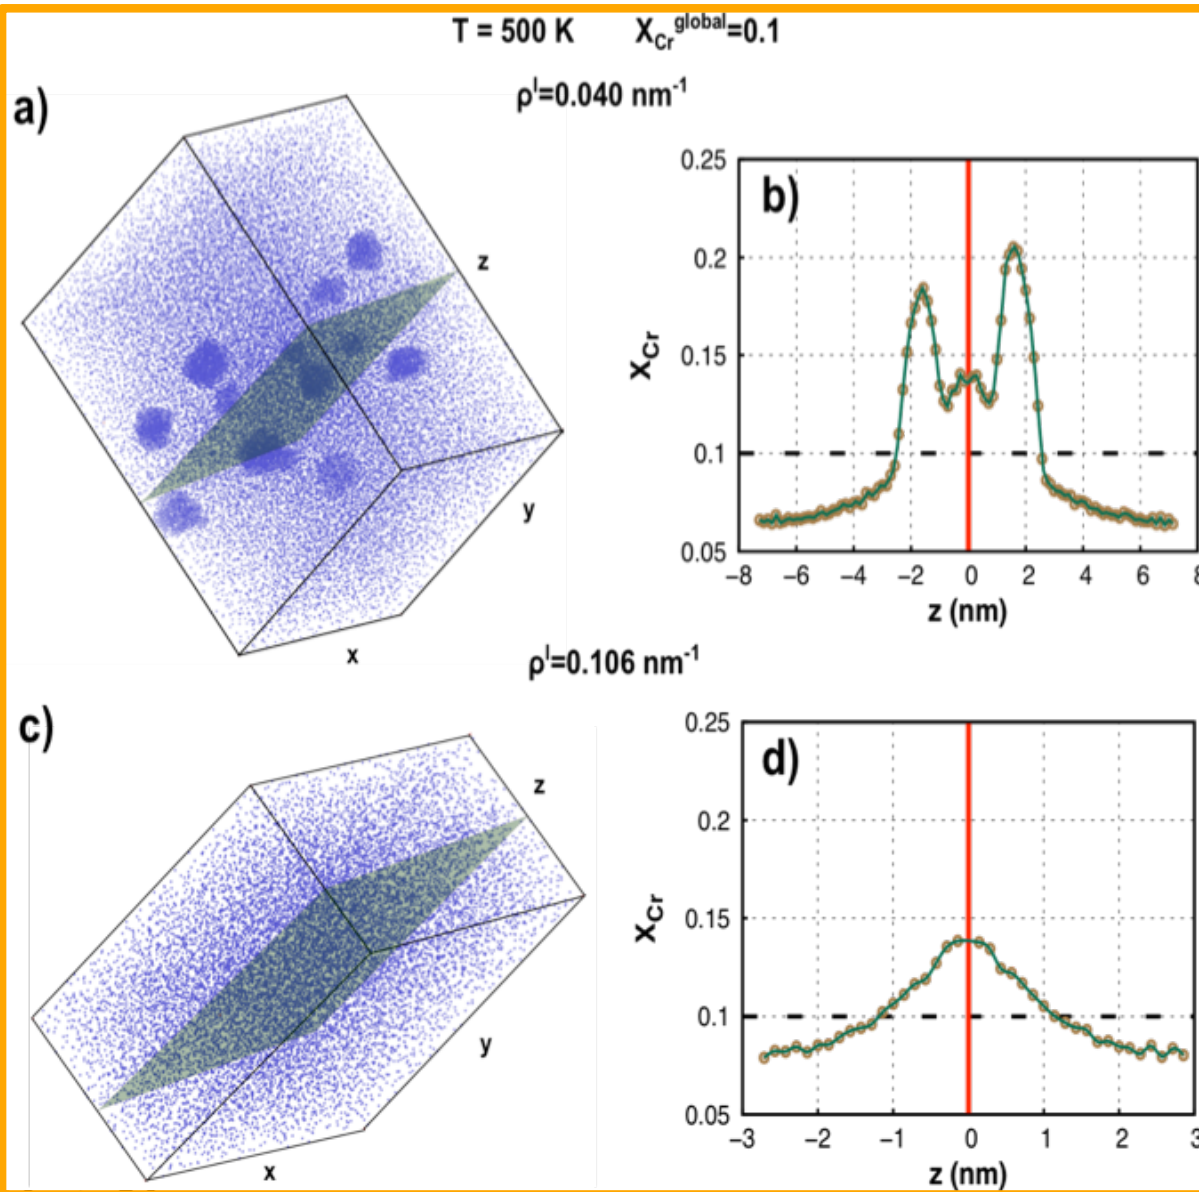 T = 500 K X_Cr^global=0.1
ρ^I=0.040 nm^-1
a)
z
y
x
b)
0.25
0.2
0.15
0.1
0.05
X_Cr
−8 −6 −4 −2 0 2 4 6 8
z (nm)
ρ^I=0.106 nm^-1
c)
z
y
x
d)
0.25
0.2
0.15
0.1
0.05
X_Cr
−3 −2 −1 0 1 2 3
z (nm)